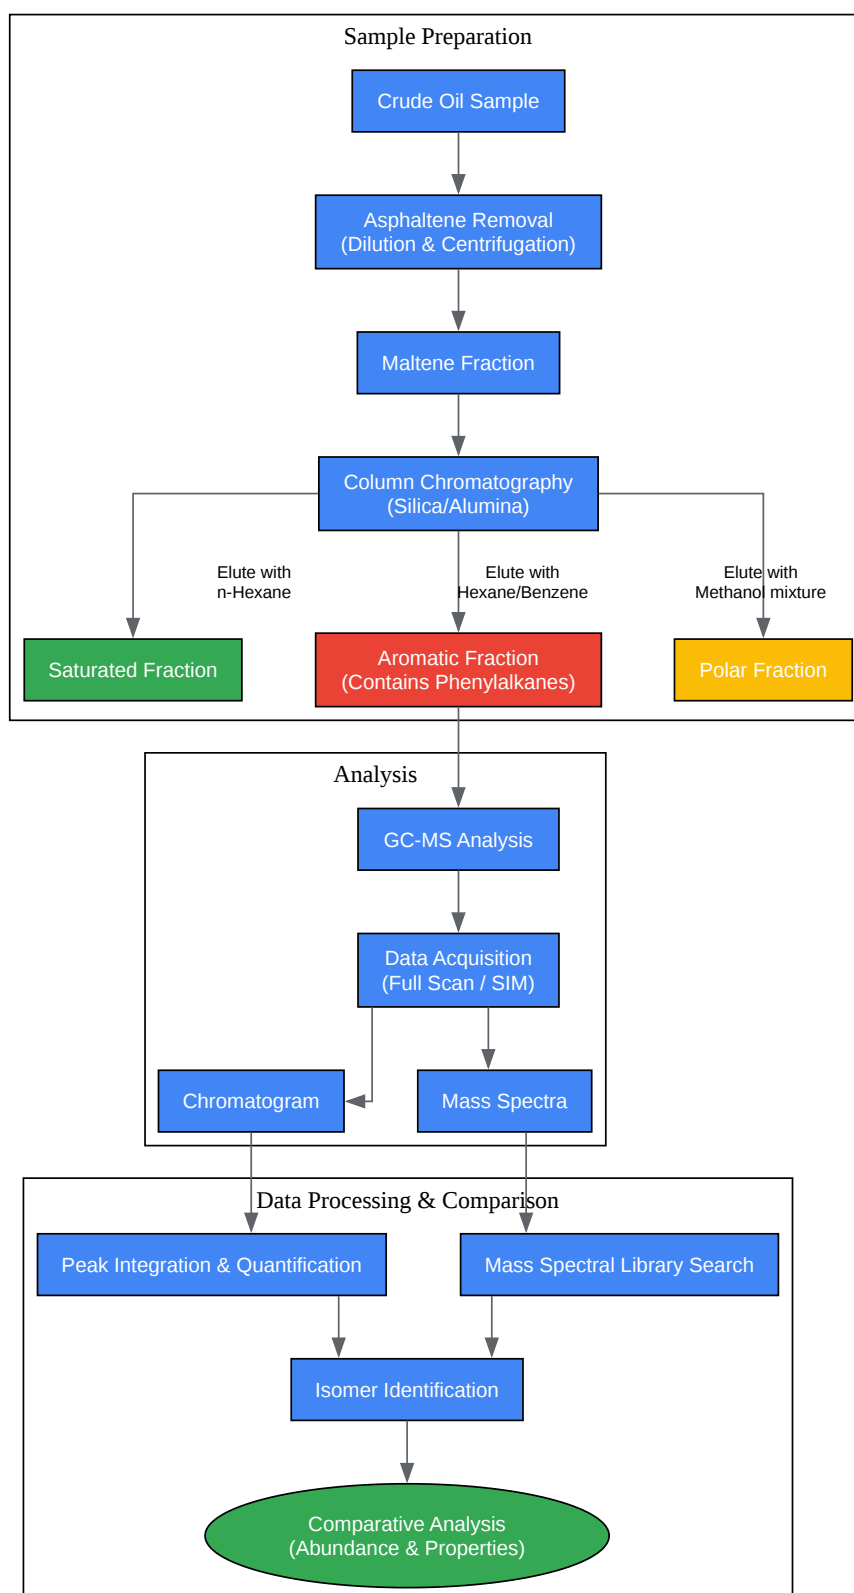 Sample Preparation
Crude Oil Sample
Asphaltene Removal
(Dilution & Centrifugation)
Maltene Fraction
Column Chromatography
(Silica/Alumina)
Elute with
n-Hexane
Elute with
Hexane/Benzene
Elute with
Methanol mixture
Saturated Fraction
Aromatic Fraction
(Contains Phenylalkanes)
Polar Fraction
Analysis
GC-MS Analysis
Data Acquisition
(Full Scan / SIM)
Chromatogram
Mass Spectra
Data Processing & Comparison
Peak Integration & Quantification
Mass Spectral Library Search
Isomer Identification
Comparative Analysis
(Abundance & Properties)